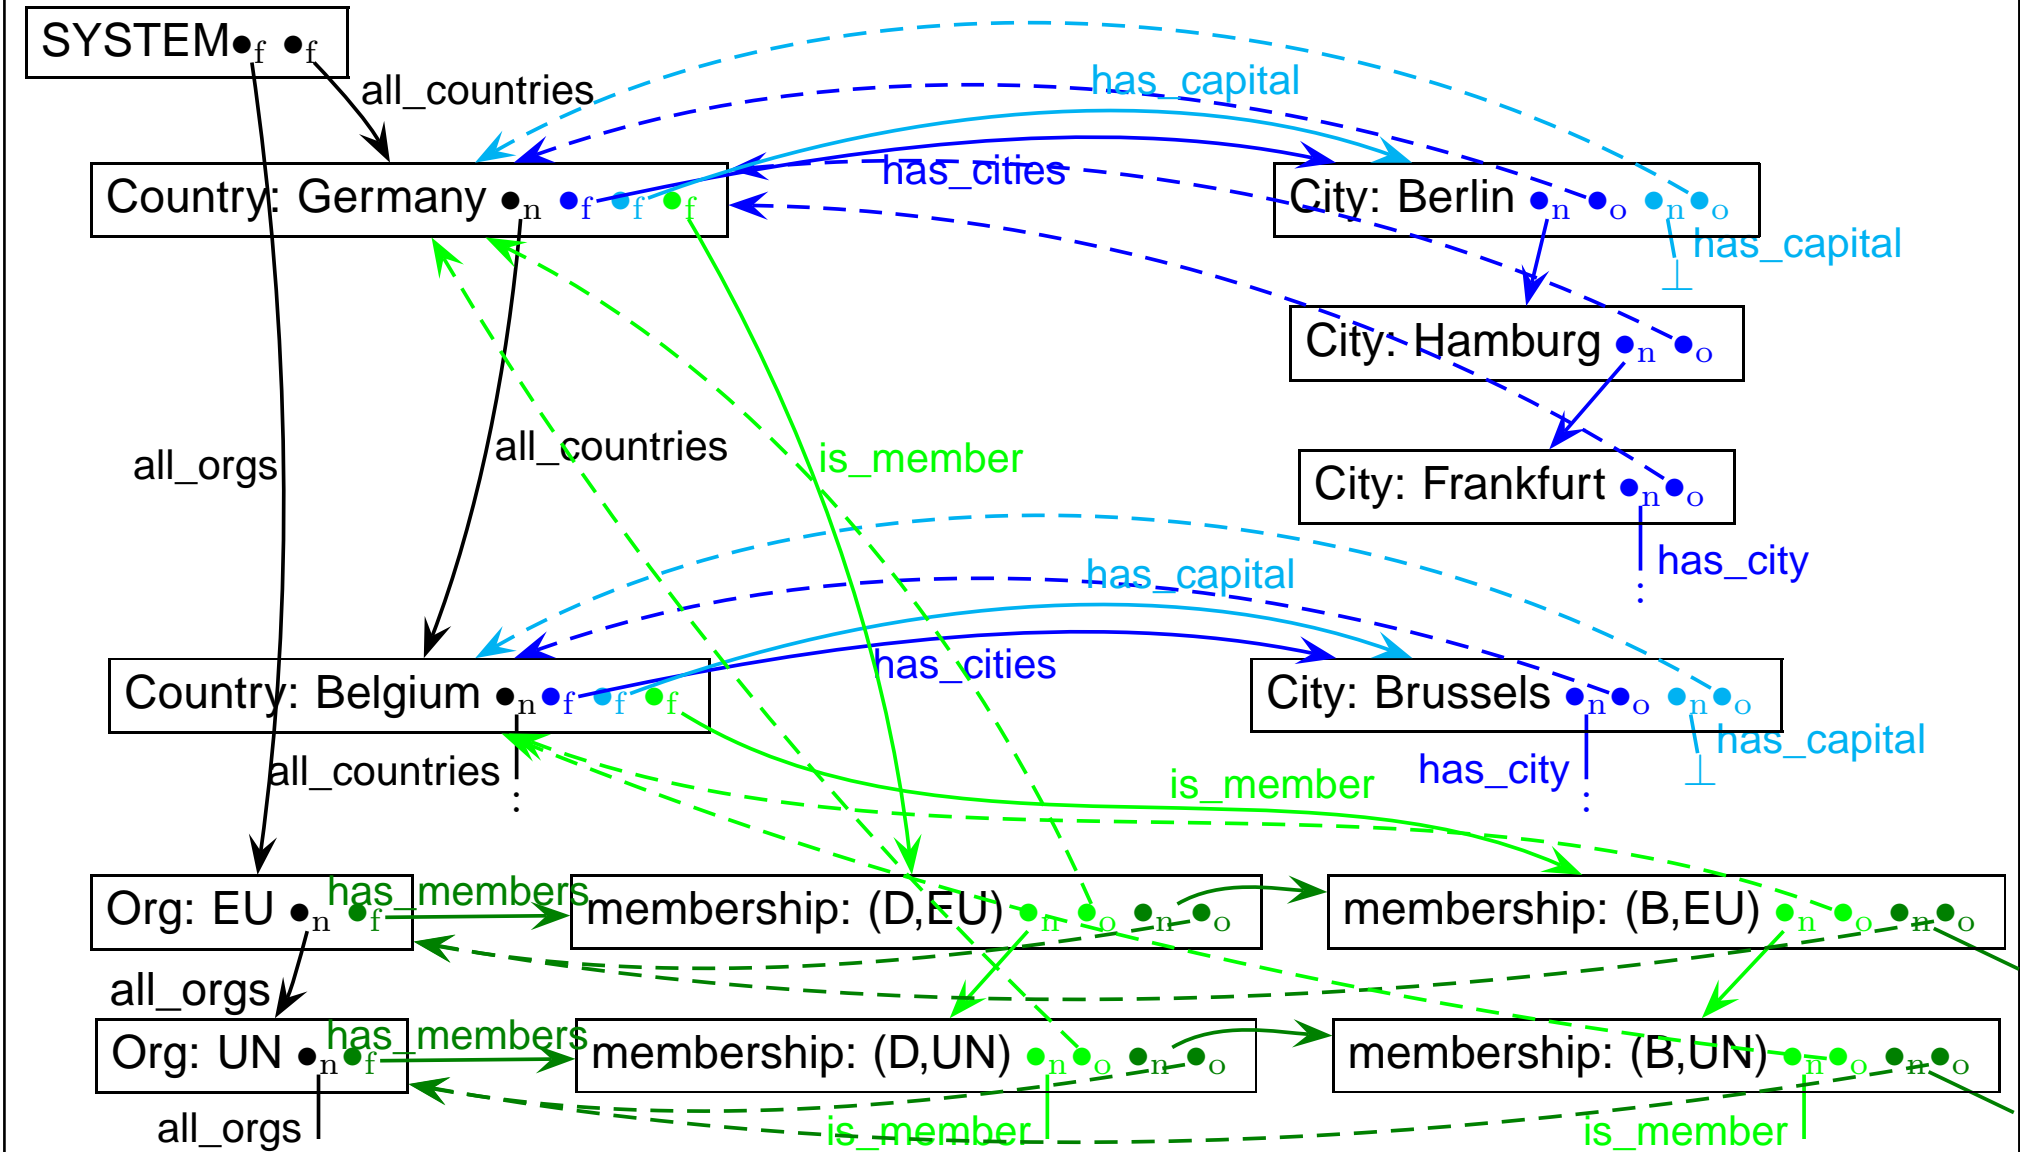 SYSTEM •f •f
all_countries
has_capital
has_cities
Country: Germany •n •f •f •f
City: Berlin •n •o •n •o
has_capital
⊥
City: Hamburg •n •o
all_orgs
all_countries
is_member
City: Frankfurt •n •o
has_city
:
has_capital
has_cities
Country: Belgium •n •f •f •f
City: Brussels •n •o •n •o
has_capital
⊥
all_countries
:
is_member
has_city
:
has_members
Org: EU •n •f
membership: (D,EU) •n •o •n •o
membership: (B,EU) •n •o •n •o
all_orgs
has_members
Org: UN •n •f
membership: (D,UN) •n •o •n •o
membership: (B,UN) •n •o •n •o
all_orgs
is_member
is_member